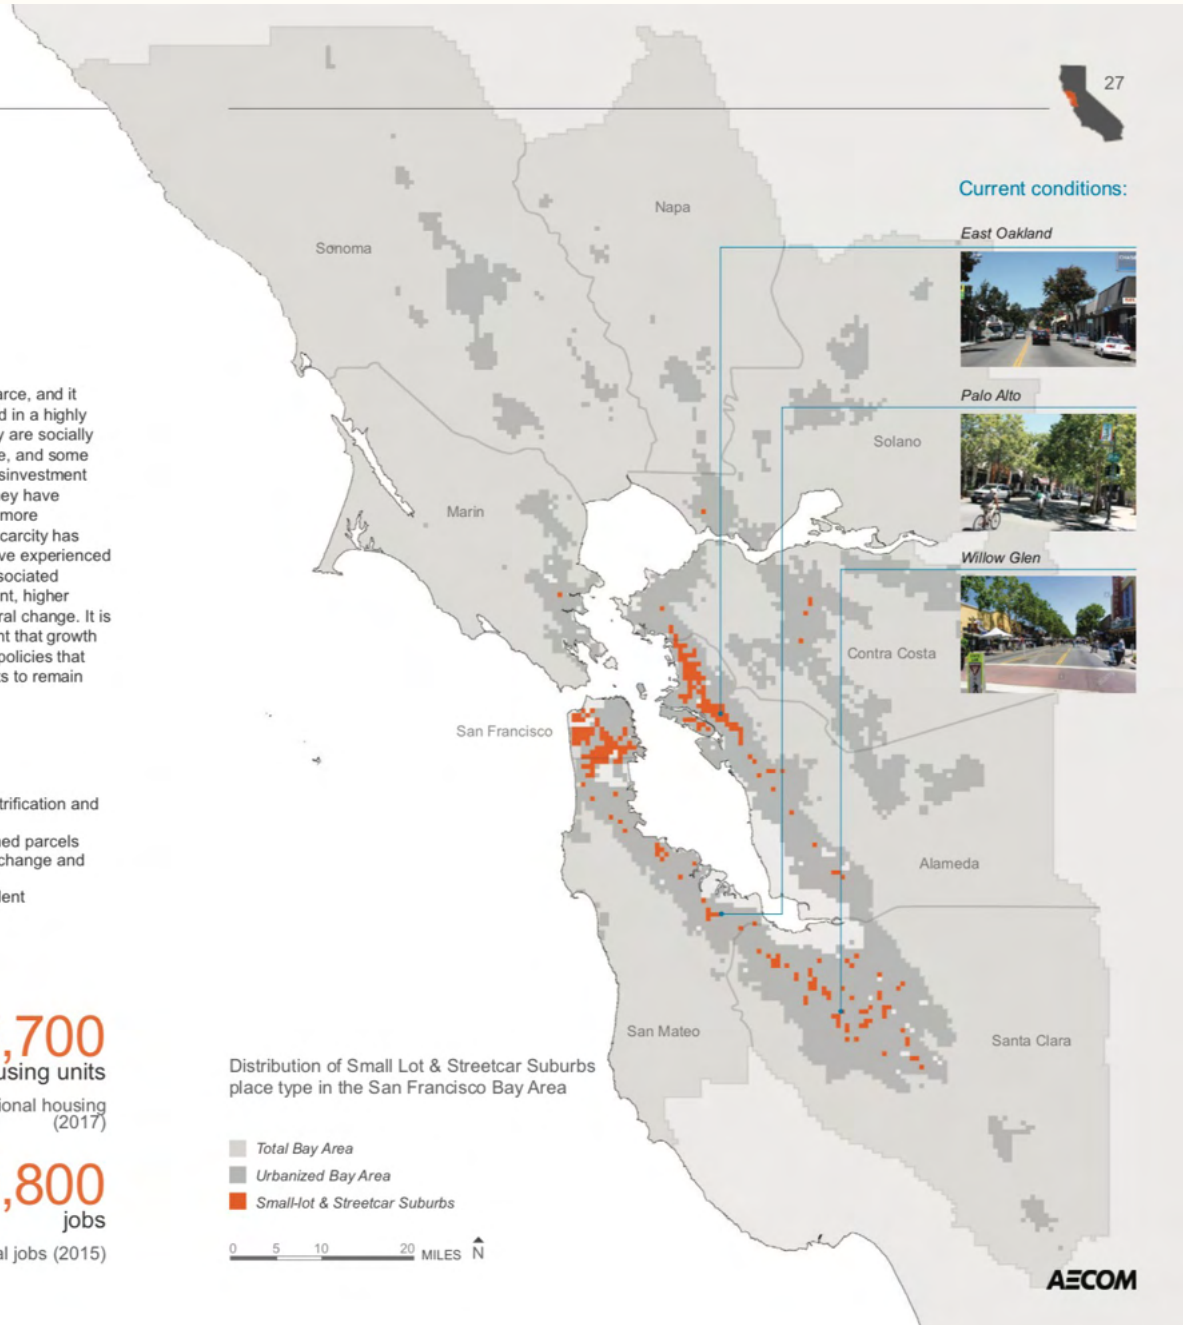 27
Current conditions:
East Oakland
Palo Alto
Willow Glen
Sonoma
Napa
Solano
Marin
Contra Costa
San Francisco
Alameda
San Mateo
Santa Clara
arce, and it
d in a highly
y are socially
e, and some
sinvestment
ey have
more
carcity has
ve experienced
sociated
nt, higher
ral change. It is
nt that growth
policies that
ts to remain
trification and
ned parcels
change and
dent
,700
using units
ional housing
(2017)
,800
jobs
al jobs (2015)
Distribution of Small Lot & Streetcar Suburbs
place type in the San Francisco Bay Area
Total Bay Area
Urbanized Bay Area
Small-lot & Streetcar Suburbs
0 5 10 20 MILES N
AECOM